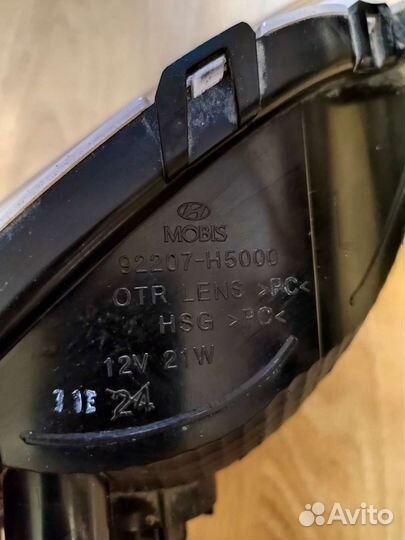 MOBIS
92207-H5000
OTR LENS >PC<
HSG >PC<
12V 21W
24
Avito